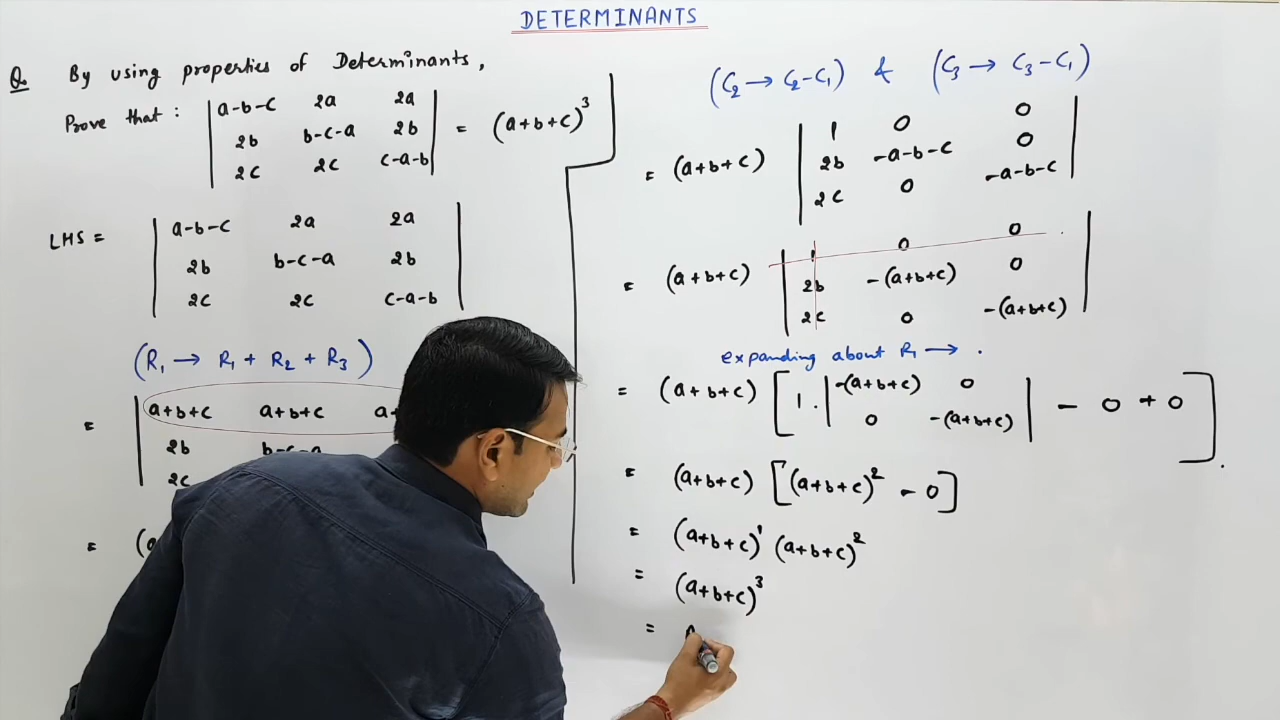 DETERMINANTS
Q. By using properties of Determinants,
Prove that : | a-b-c 2a 2a |
| 2b b-c-a 2b | = (a+b+c)³
| 2c 2c c-a-b |
LHS = | a-b-c 2a 2a |
| 2b b-c-a 2b |
| 2c 2c c-a-b |
(R₁ → R₁ + R₂ + R₃)
= | a+b+c a+b+c a+
2b b-c-a
2c
= (a
(C₂ → C₂-C₁) & (C₃ → C₃-C₁)
= (a+b+c) | 1 0 0 |
| 2b -a-b-c 0 |
| 2c 0 -a-b-c |
= (a+b+c) | 1 0 0 |
| 2b -(a+b+c) 0 |
| 2c 0 -(a+b+c) |
expanding about R₁ → .
= (a+b+c) [ 1 . | -(a+b+c) 0 | - 0 + 0 ] .
| 0 -(a+b+c) |
= (a+b+c) [(a+b+c)² - 0]
= (a+b+c)¹ (a+b+c)²
= (a+b+c)³
=